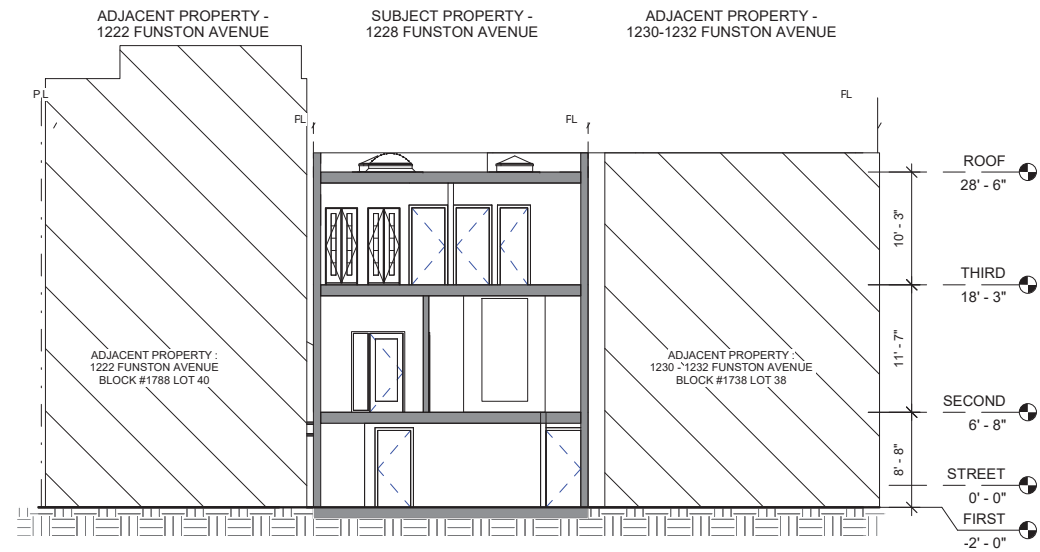 ADJACENT PROPERTY -
1222 FUNSTON AVENUE
SUBJECT PROPERTY -
1228 FUNSTON AVENUE
ADJACENT PROPERTY -
1230-1232 FUNSTON AVENUE
P.L
FL
FL
FL
ROOF
28' - 6"
10' - 3"
THIRD
18' - 3"
11' - 7"
ADJACENT PROPERTY :
1222 FUNSTON AVENUE
BLOCK #1788 LOT 40
ADJACENT PROPERTY :
1230 - 1232 FUNSTON AVENUE
BLOCK #1738 LOT 38
SECOND
6' - 8"
8' - 8"
STREET
0' - 0"
FIRST
-2' - 0"